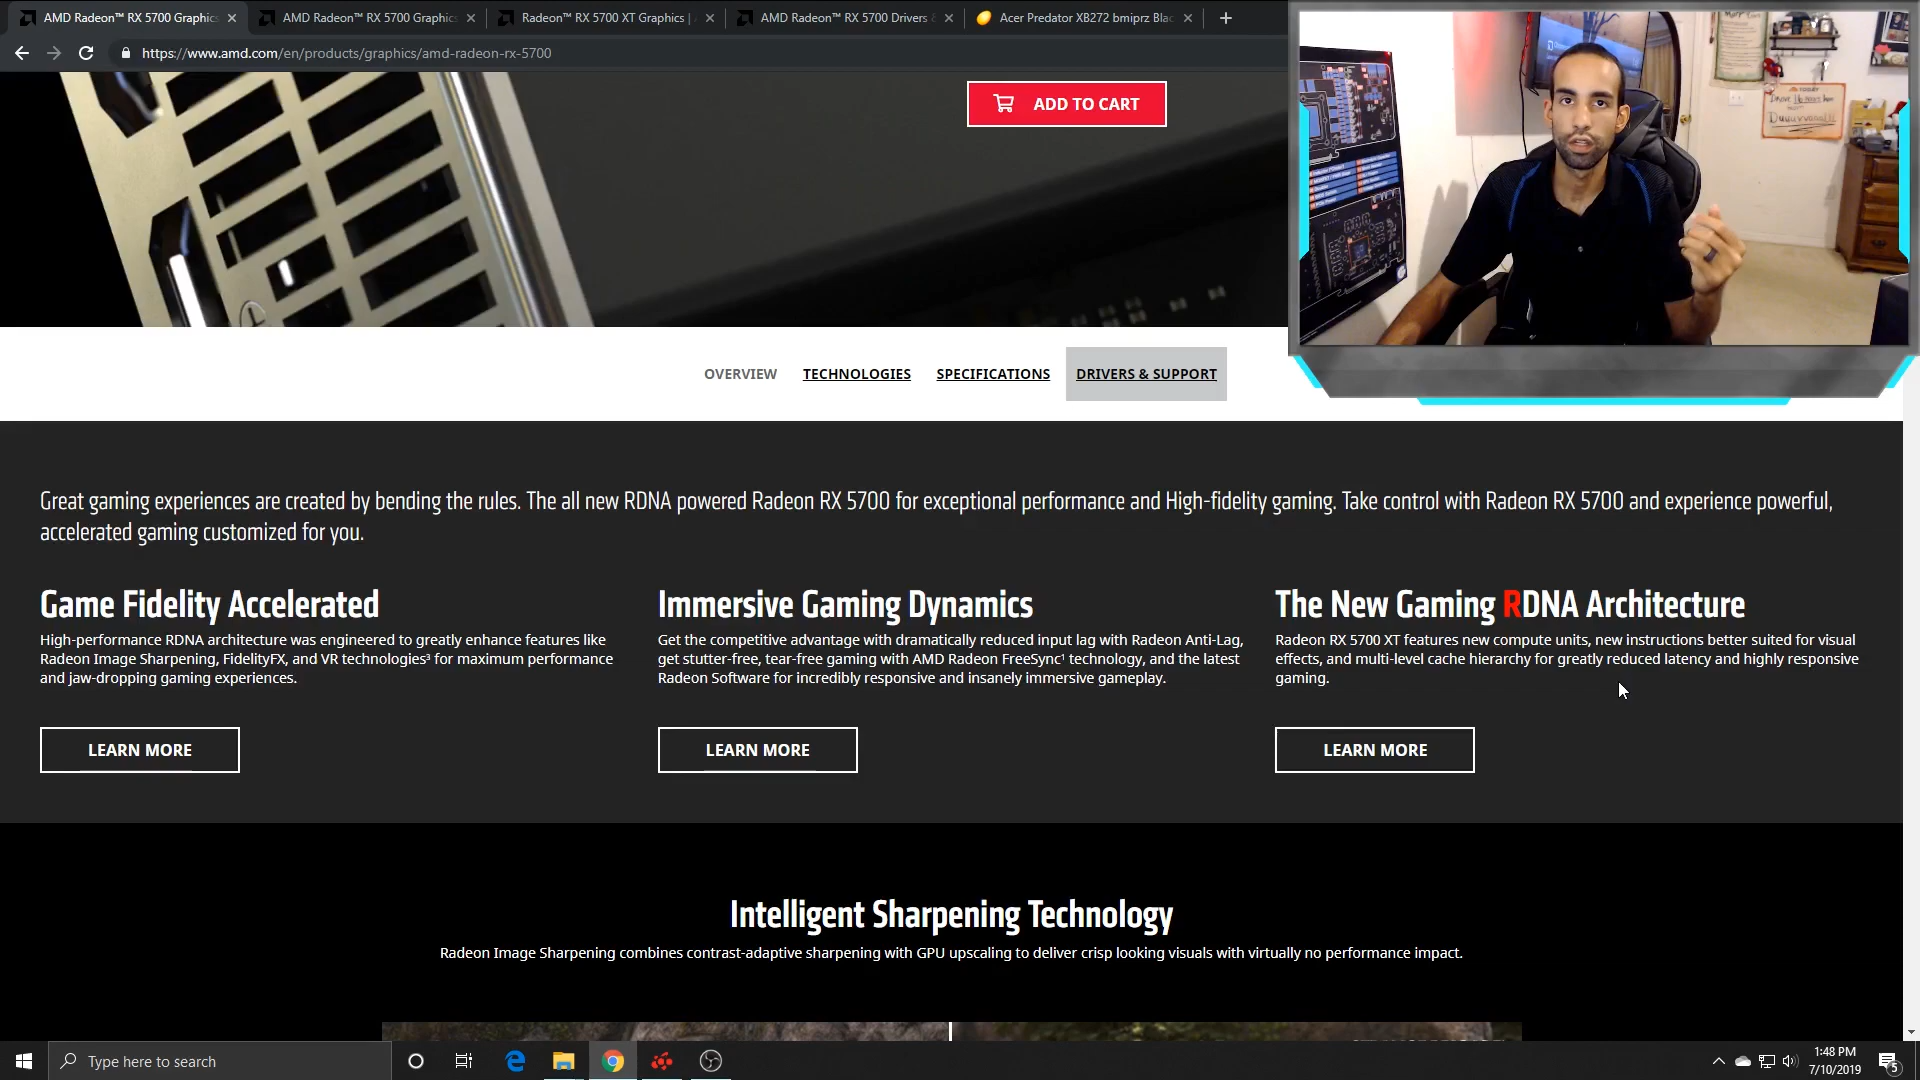 AMD Radeon™ RX 5700 Graphics
AMD Radeon™ RX 5700 Graphics
Radeon™ RX 5700 XT Graphics |
AMD Radeon™ RX 5700 Drivers
Acer Predator XB272 bmiprz Blac
https://www.amd.com/en/products/graphics/amd-radeon-rx-5700
ADD TO CART
OVERVIEW
TECHNOLOGIES
SPECIFICATIONS
DRIVERS & SUPPORT
Great gaming experiences are created by bending the rules. The all new RDNA powered Radeon RX 5700 for exceptional performance and High-fidelity gaming. Take control with Radeon RX 5700 and experience powerful,
accelerated gaming customized for you.
Game Fidelity Accelerated
High-performance RDNA architecture was engineered to greatly enhance features like
Radeon Image Sharpening, FidelityFX, and VR technologies³ for maximum performance
and jaw-dropping gaming experiences.
LEARN MORE
Immersive Gaming Dynamics
Get the competitive advantage with dramatically reduced input lag with Radeon Anti-Lag,
get stutter-free, tear-free gaming with AMD Radeon FreeSync¹ technology, and the latest
Radeon Software for incredibly responsive and insanely immersive gameplay.
LEARN MORE
The New Gaming RDNA Architecture
Radeon RX 5700 XT features new compute units, new instructions better suited for visual
effects, and multi-level cache hierarchy for greatly reduced latency and highly responsive
gaming.
LEARN MORE
Intelligent Sharpening Technology
Radeon Image Sharpening combines contrast-adaptive sharpening with GPU upscaling to deliver crisp looking visuals with virtually no performance impact.
Type here to search
1:48 PM
7/10/2019
5